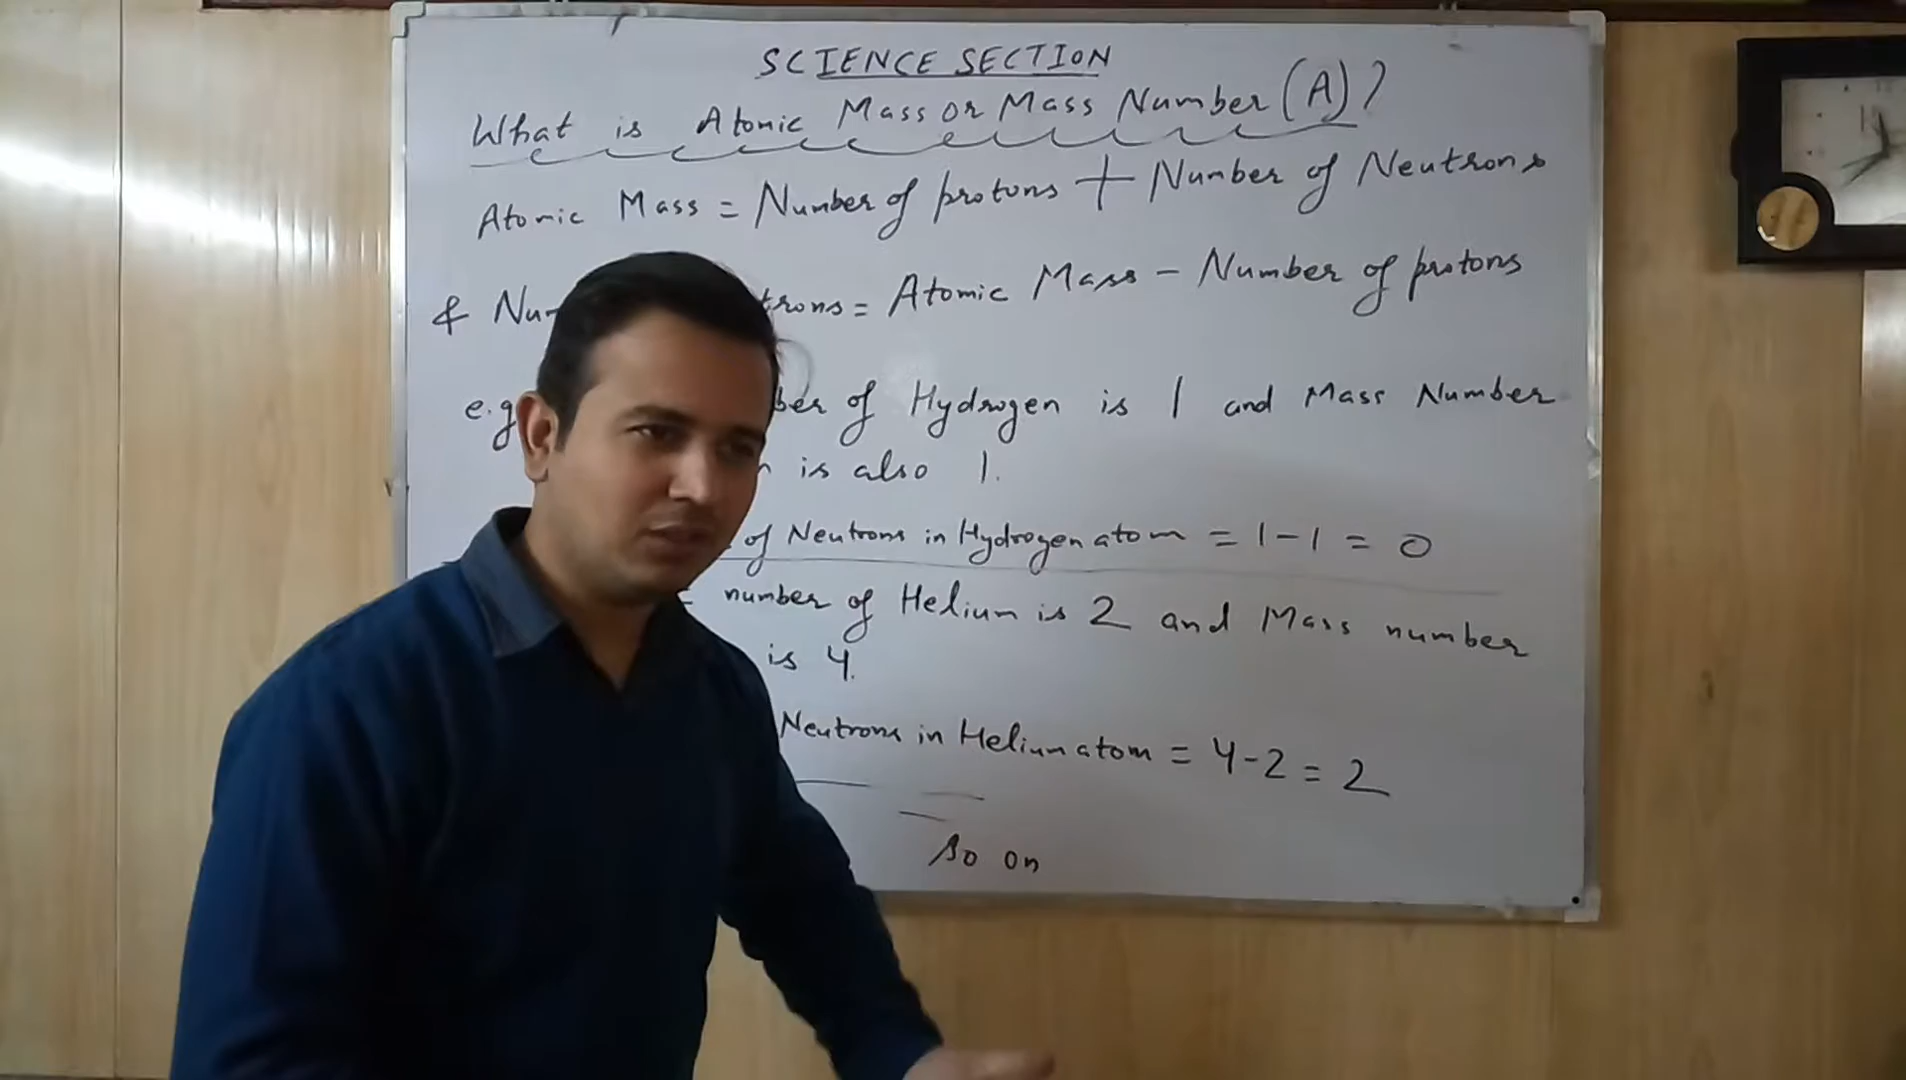 SCIENCE SECTION
What is Atomic Mass or Mass Number (A)?
Atomic Mass = Number of protons + Number of Neutrons
& = Atomic Mass - Number of protons
e.g of Hydrogen is 1 and Mass Number
is also 1.
of Neutrons in Hydrogen atom = 1 - 1 = 0
number of Helium is 2 and Mass number
is 4.
Neutrons in Helium atom = 4 - 2 = 2
so on